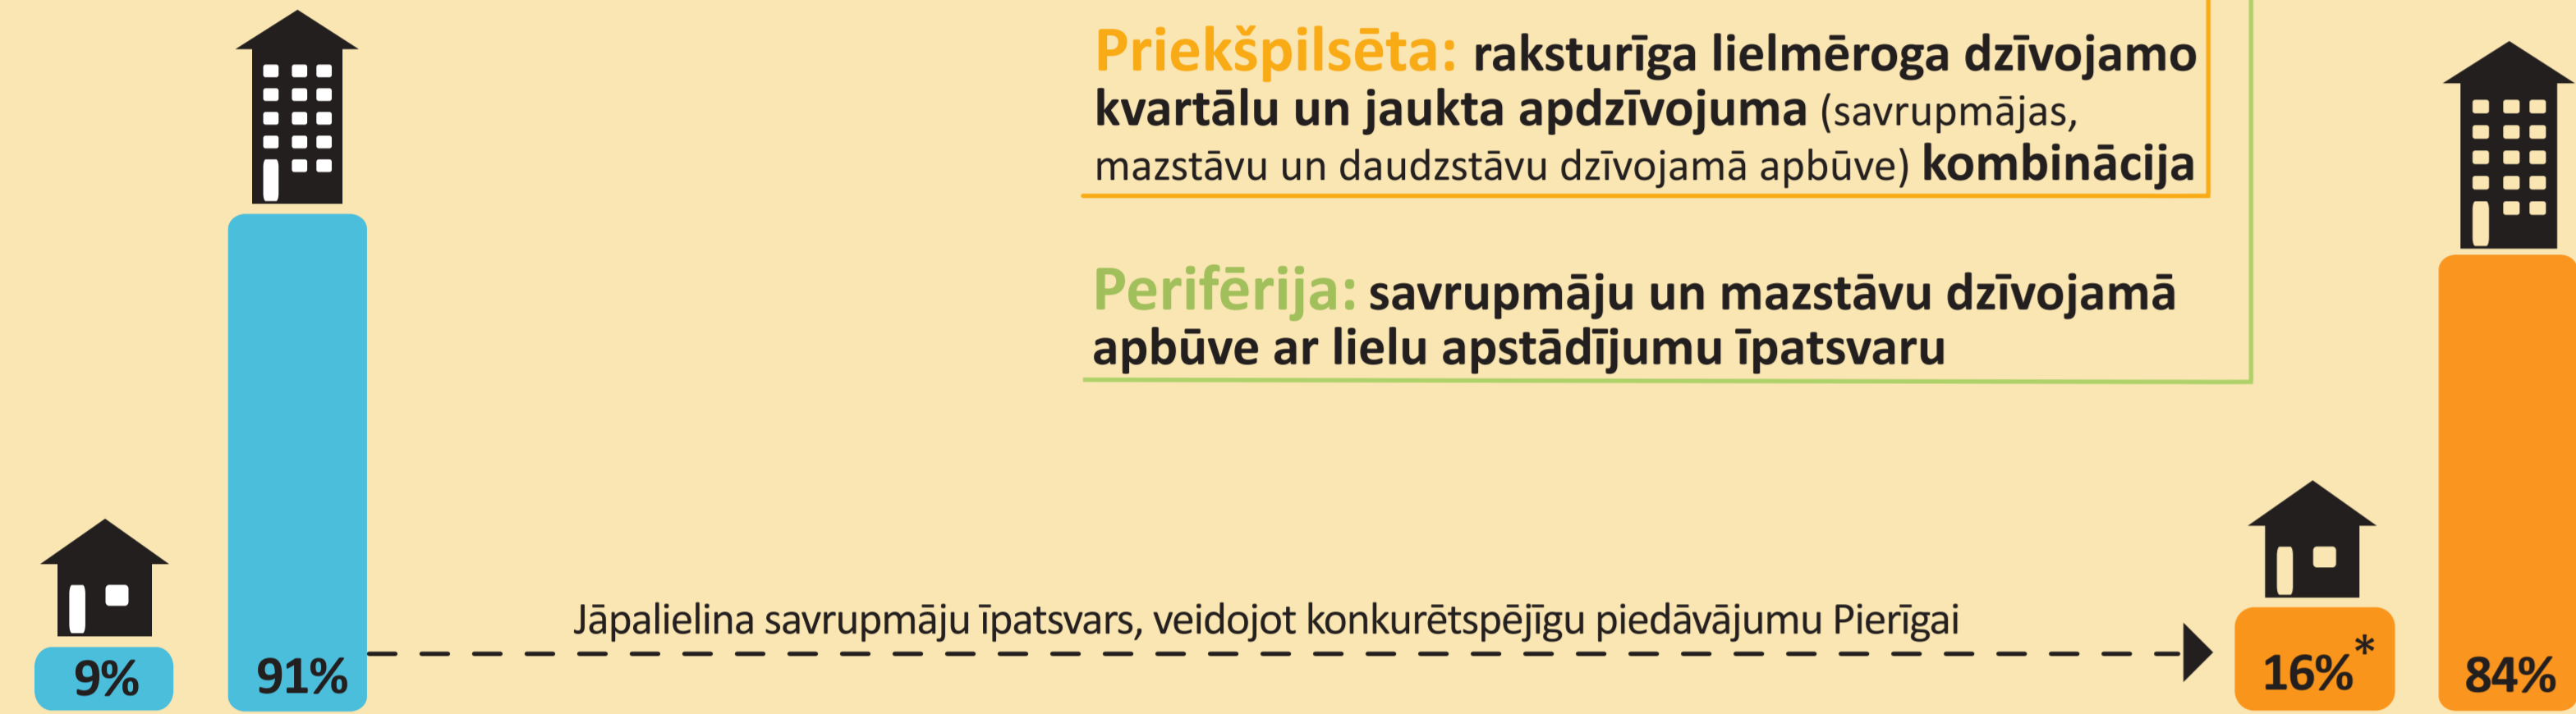 Priekšpilsēta: raksturīga lielmēroga dzīvojamo
kvartālu un jaukta apdzīvojuma (savrupmājas,
mazstāvu un daudzstāvu dzīvojamā apbūve) kombinācija
Perifērija: savrupmāju un mazstāvu dzīvojamā
apbūve ar lielu apstādījumu īpatsvaru
Jāpalielina savrupmāju īpatsvars, veidojot konkurētspējīgu piedāvājumu Pierīgai
9%
91%
16%*
84%